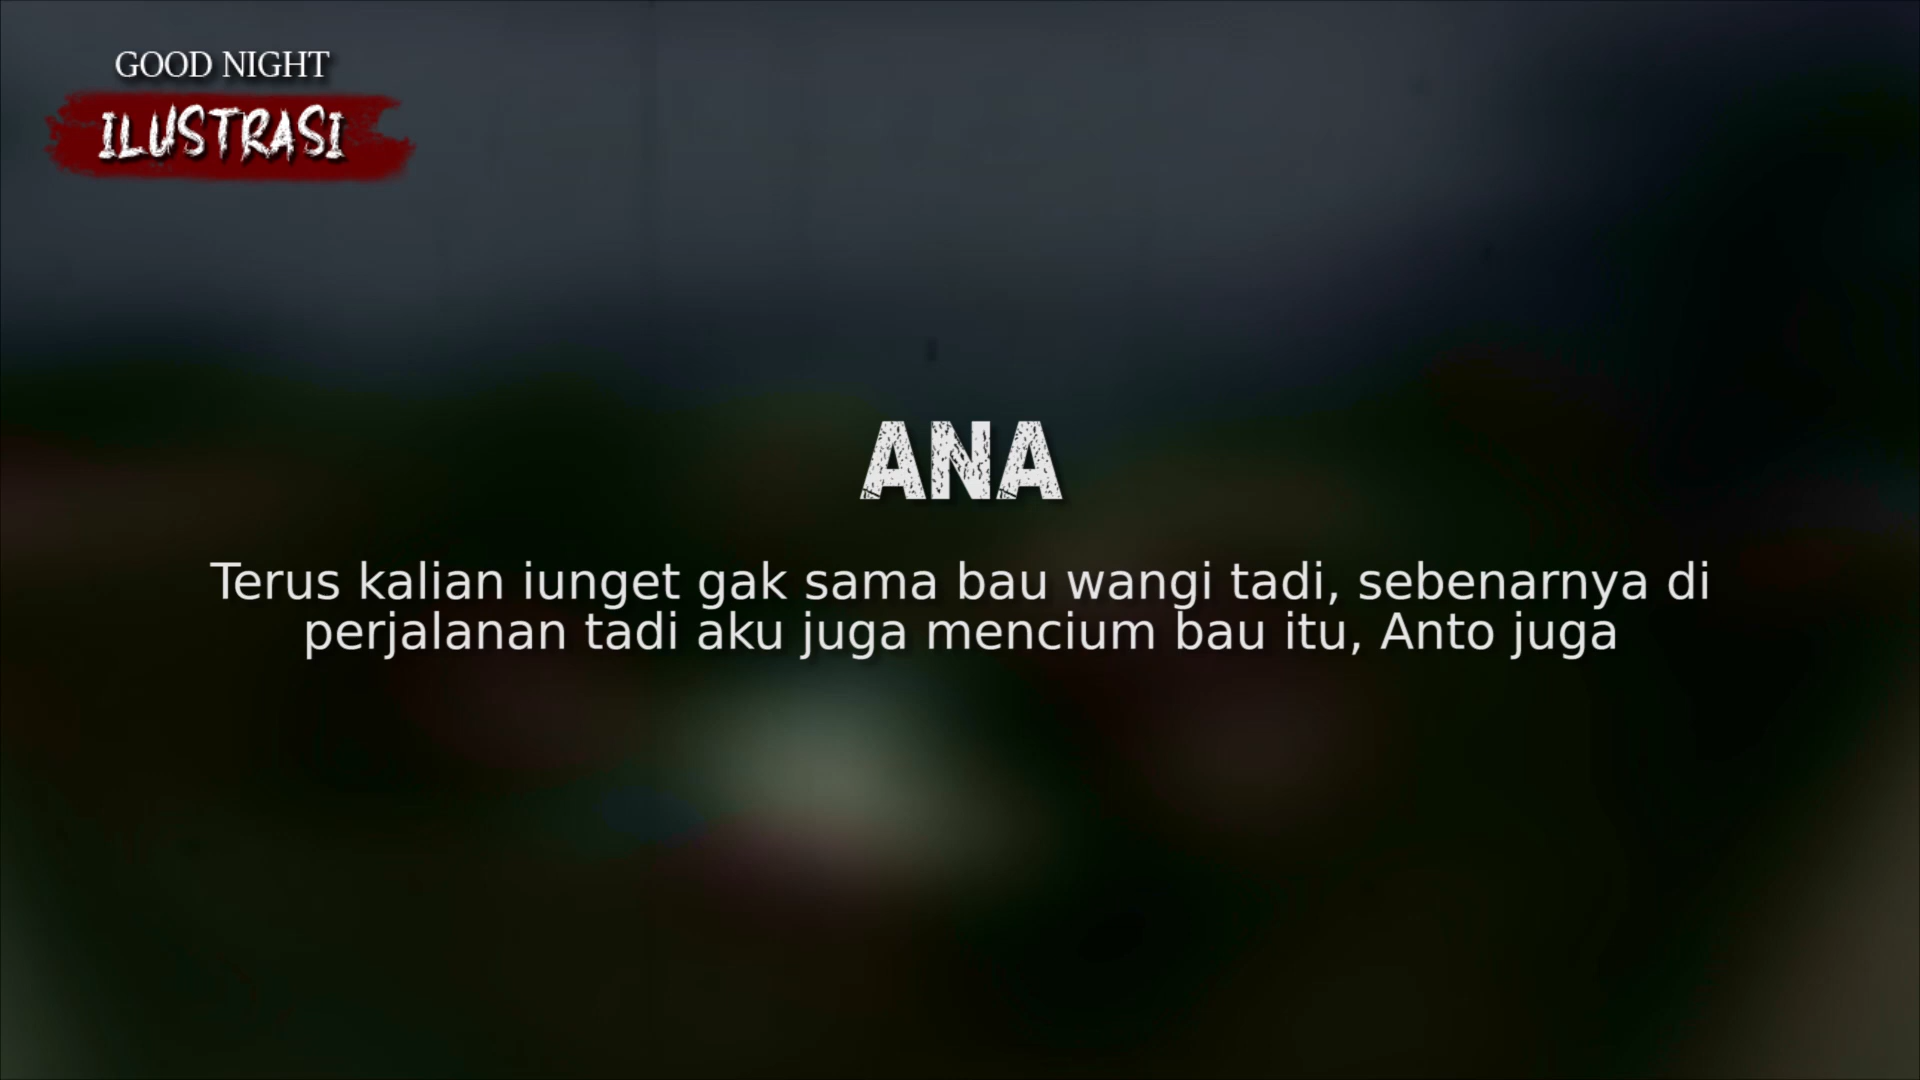 GOOD NIGHT
ILUSTRASI
ANA
Terus kalian iunget gak sama bau wangi tadi, sebenarnya di
perjalanan tadi aku juga mencium bau itu, Anto juga